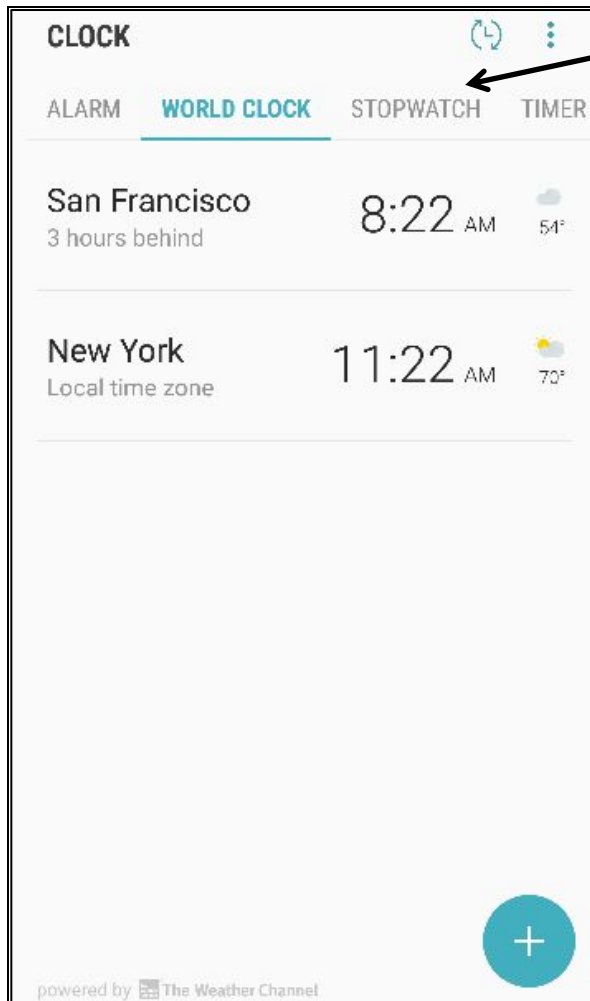 CLOCK
ALARM WORLD CLOCK STOPWATCH TIMER
San Francisco 8:22 AM 54°
3 hours behind
New York 11:22 AM 70°
Local time zone
+
powered by The Weather Channel